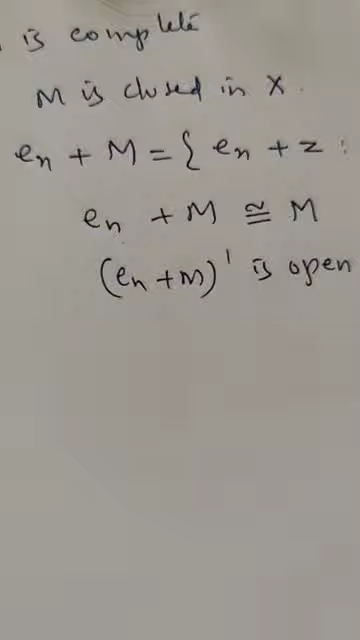 is complete
M is closed in X.
en + M = { en + z :
en + M ≅ M
(en + M)' is open